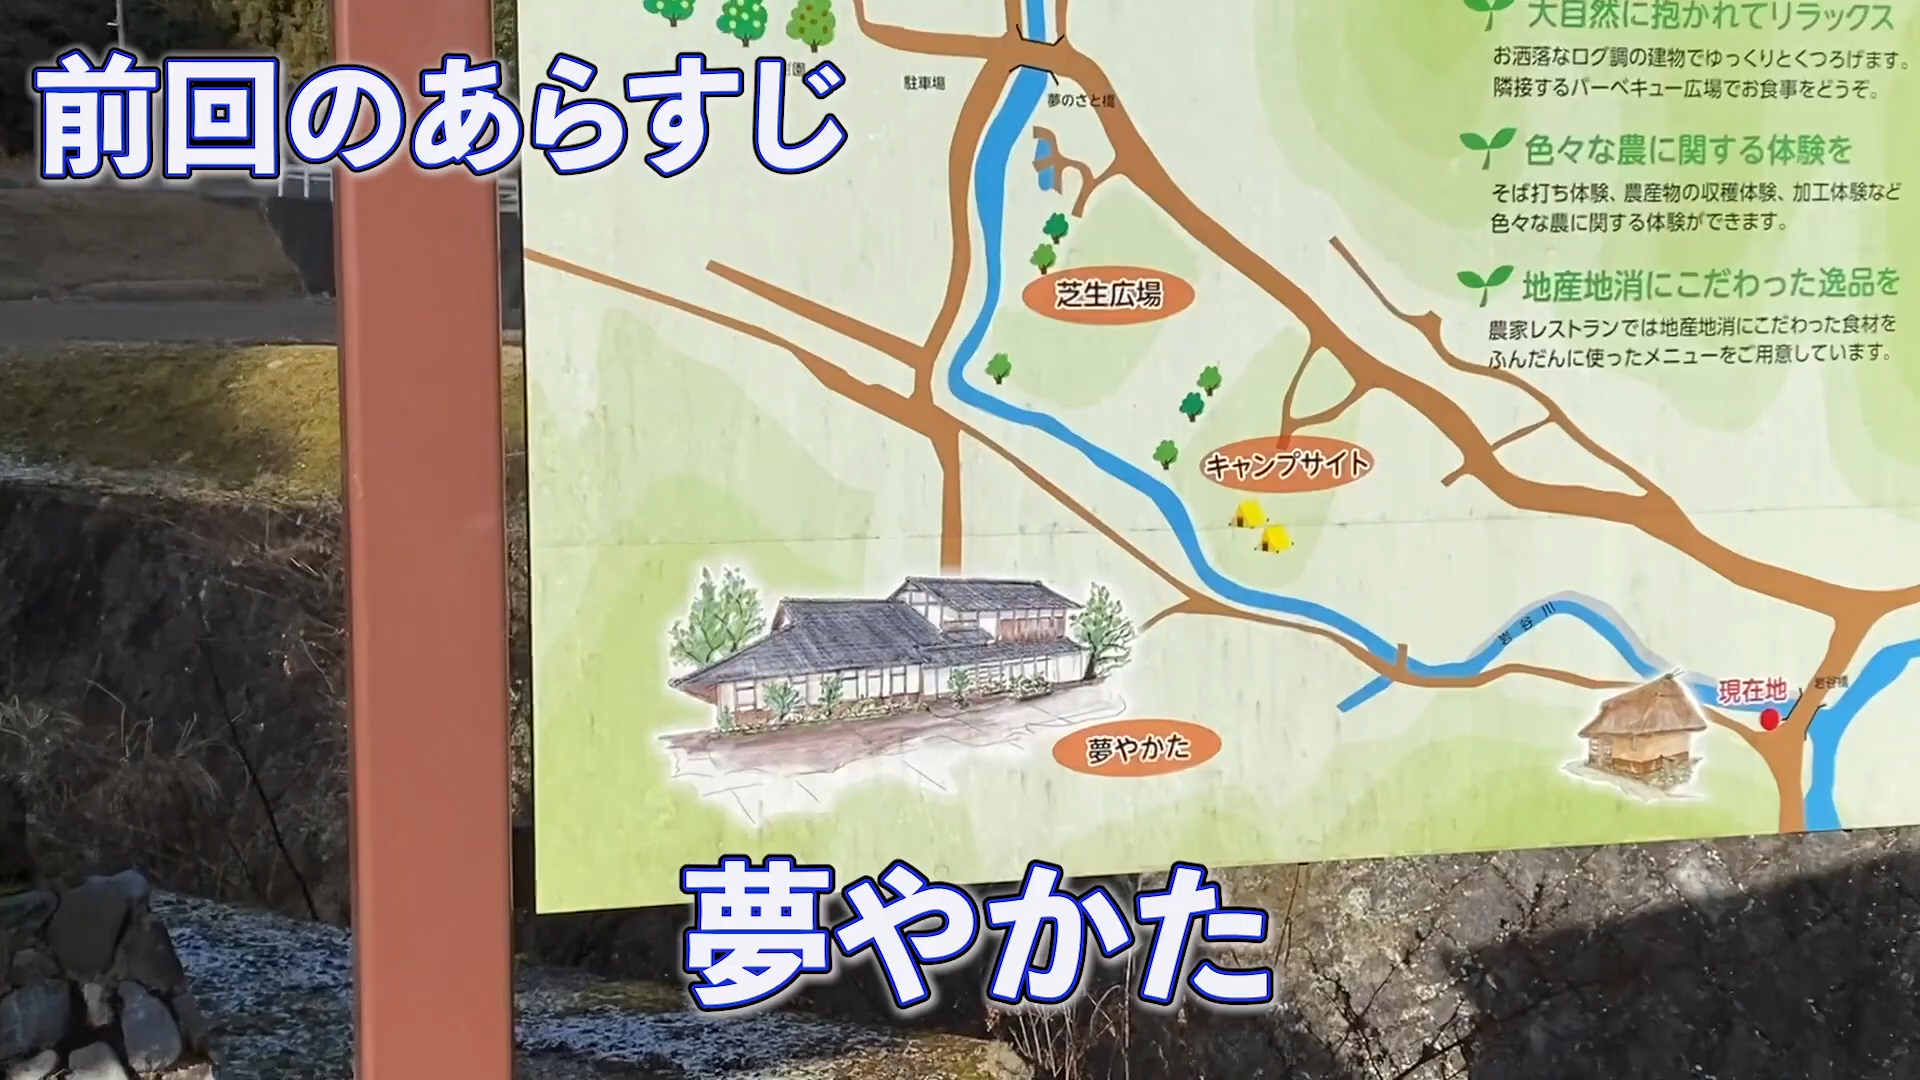 前回のあらすじ
園
駐車場
夢のさと橋
大自然に抱かれてリラックス
お洒落なログ調の建物でゆっくりとくつろげます。
隣接するバーベキュー広場でお食事をどうぞ。
色々な農に関する体験を
そば打ち体験、農産物の収穫体験、加工体験など
色々な農に関する体験ができます。
地産地消にこだわった逸品を
農家レストランでは地産地消にこだわった食材を
ふんだんに使ったメニューをご用意しています。
芝生広場
キャンプサイト
岩谷川
現在地
岩谷橋
夢やかた
夢やかた